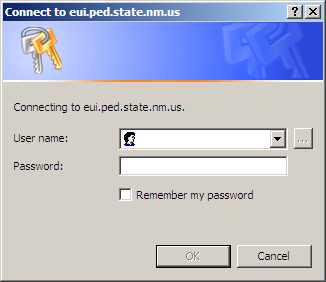 Connect to eui.ped.state.nm.us
Connecting to eui.ped.state.nm.us.
User name:
...
Password:
Remember my password
OK
Cancel